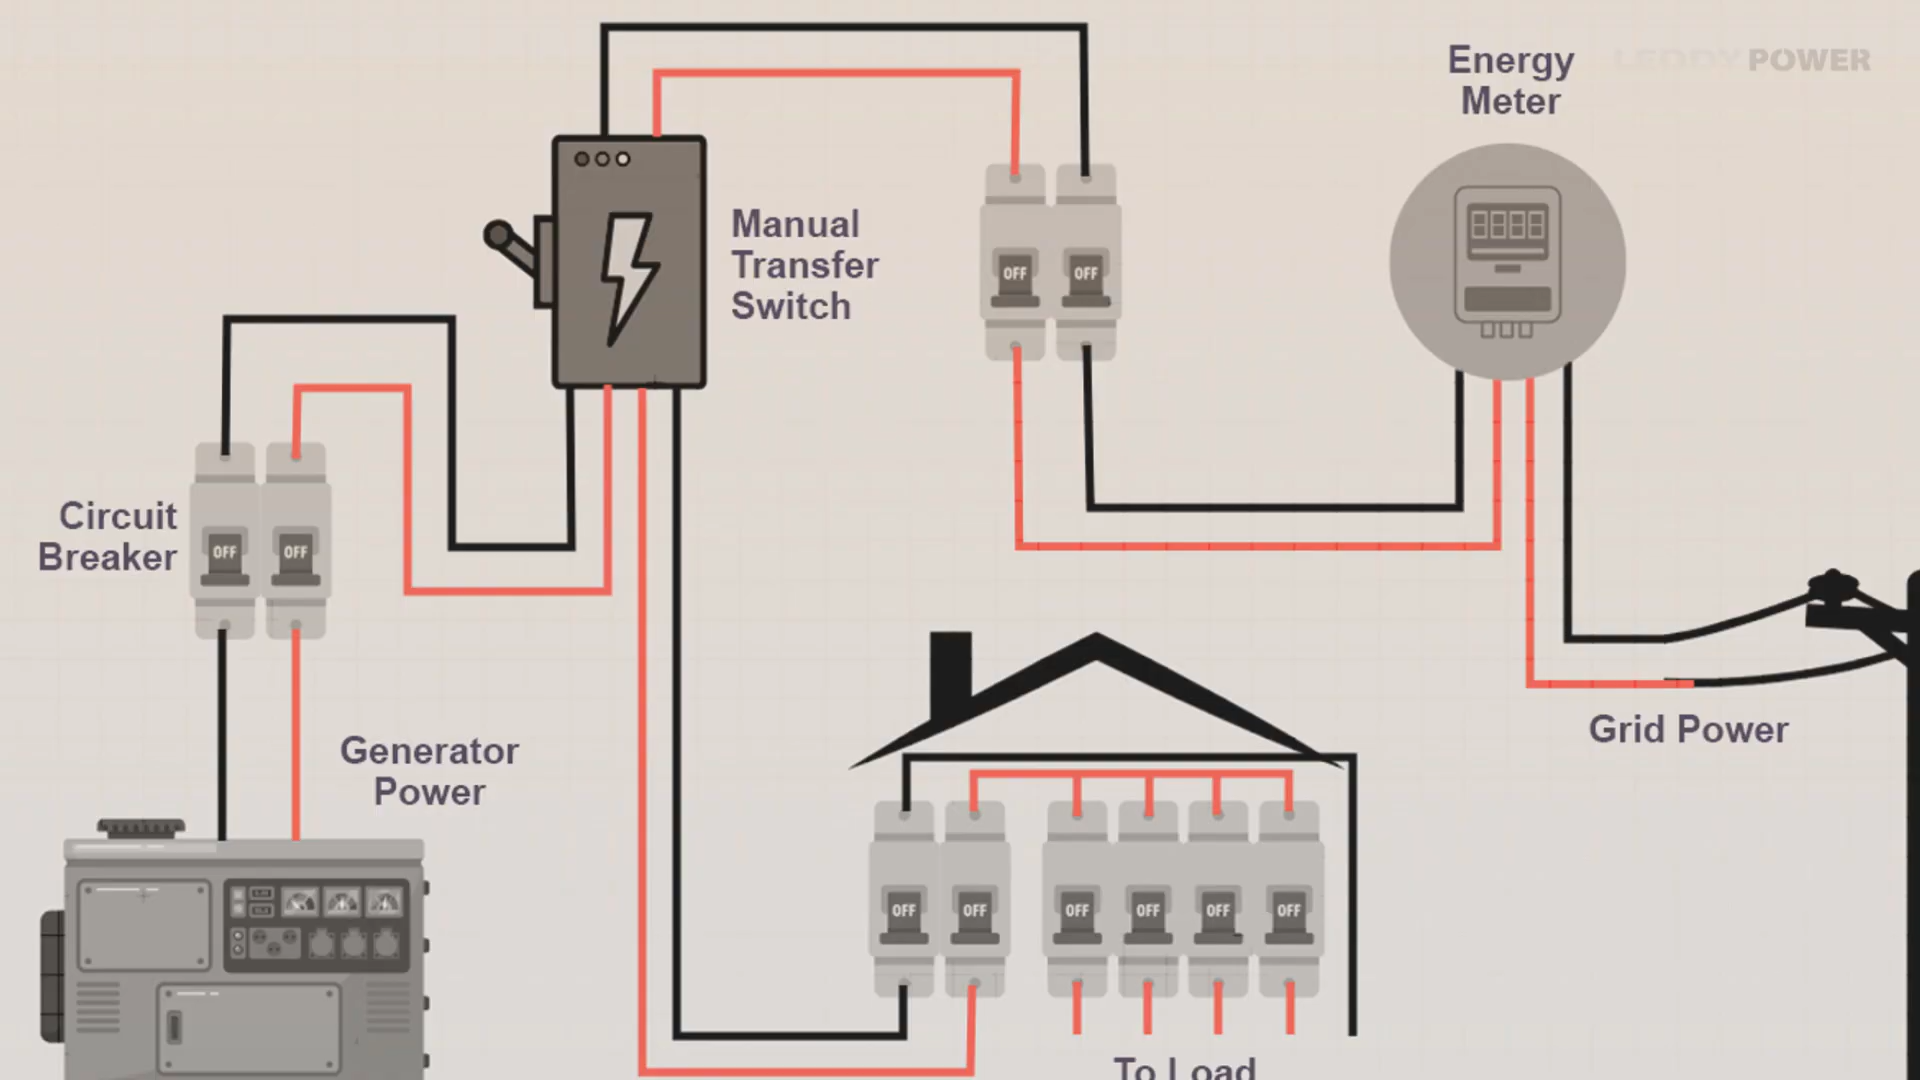 Energy
Meter
LEDDY POWER
Manual
Transfer
Switch
OFF
OFF
Circuit
Breaker
OFF
OFF
Generator
Power
Grid Power
OFF
OFF
OFF
OFF
OFF
OFF
To Load